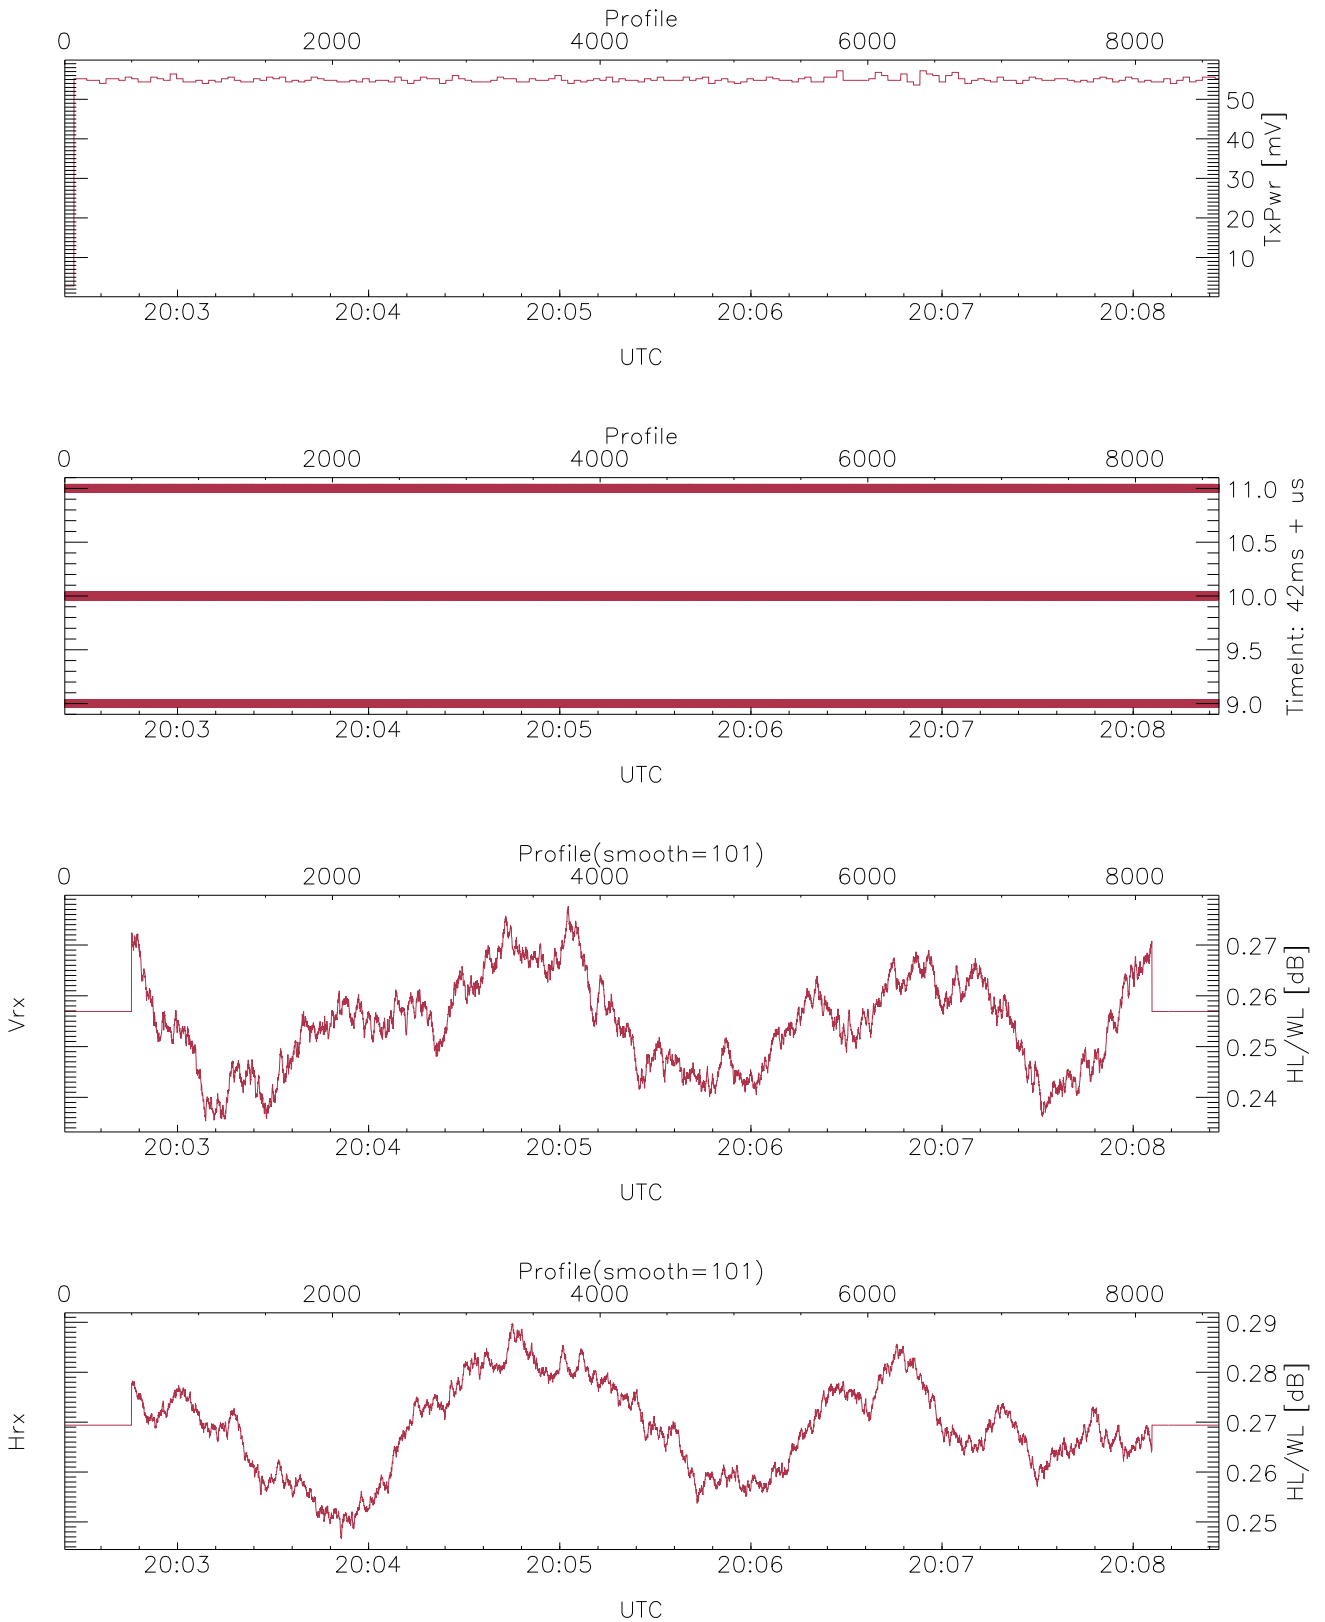 Profile
0 2000 4000 6000 8000
50
40
30
20
10
TxPwr [mV]
20:03 20:04 20:05 20:06 20:07 20:08
UTC
Profile
0 2000 4000 6000 8000
11.0
10.5
10.0
9.5
9.0
TimeInt: 42ms + us
20:03 20:04 20:05 20:06 20:07 20:08
UTC
Profile(smooth=101)
0 2000 4000 6000 8000
Vrx
0.27
0.26
0.25
0.24
HL/WL [dB]
20:03 20:04 20:05 20:06 20:07 20:08
UTC
Profile(smooth=101)
0 2000 4000 6000 8000
Hrx
0.29
0.28
0.27
0.26
0.25
HL/WL [dB]
20:03 20:04 20:05 20:06 20:07 20:08
UTC